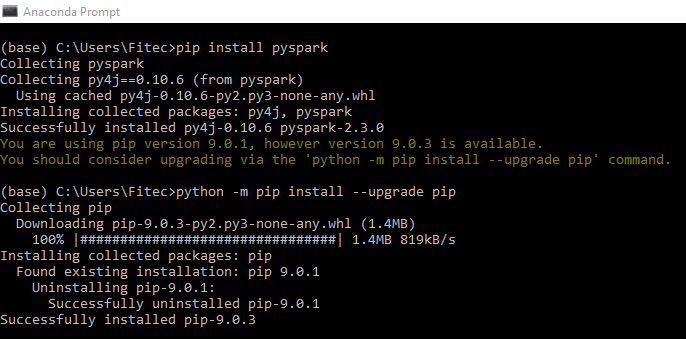 Anaconda Prompt
(base) C:\Users\Fitec>pip install pyspark
Collecting pyspark
Collecting py4j==0.10.6 (from pyspark)
  Using cached py4j-0.10.6-py2.py3-none-any.whl
Installing collected packages: py4j, pyspark
Successfully installed py4j-0.10.6 pyspark-2.3.0
You are using pip version 9.0.1, however version 9.0.3 is available.
You should consider upgrading via the 'python -m pip install --upgrade pip' command.
(base) C:\Users\Fitec>python -m pip install --upgrade pip
Collecting pip
  Downloading pip-9.0.3-py2.py3-none-any.whl (1.4MB)
    100% |################################| 1.4MB 819kB/s
Installing collected packages: pip
  Found existing installation: pip 9.0.1
    Uninstalling pip-9.0.1:
      Successfully uninstalled pip-9.0.1
Successfully installed pip-9.0.3